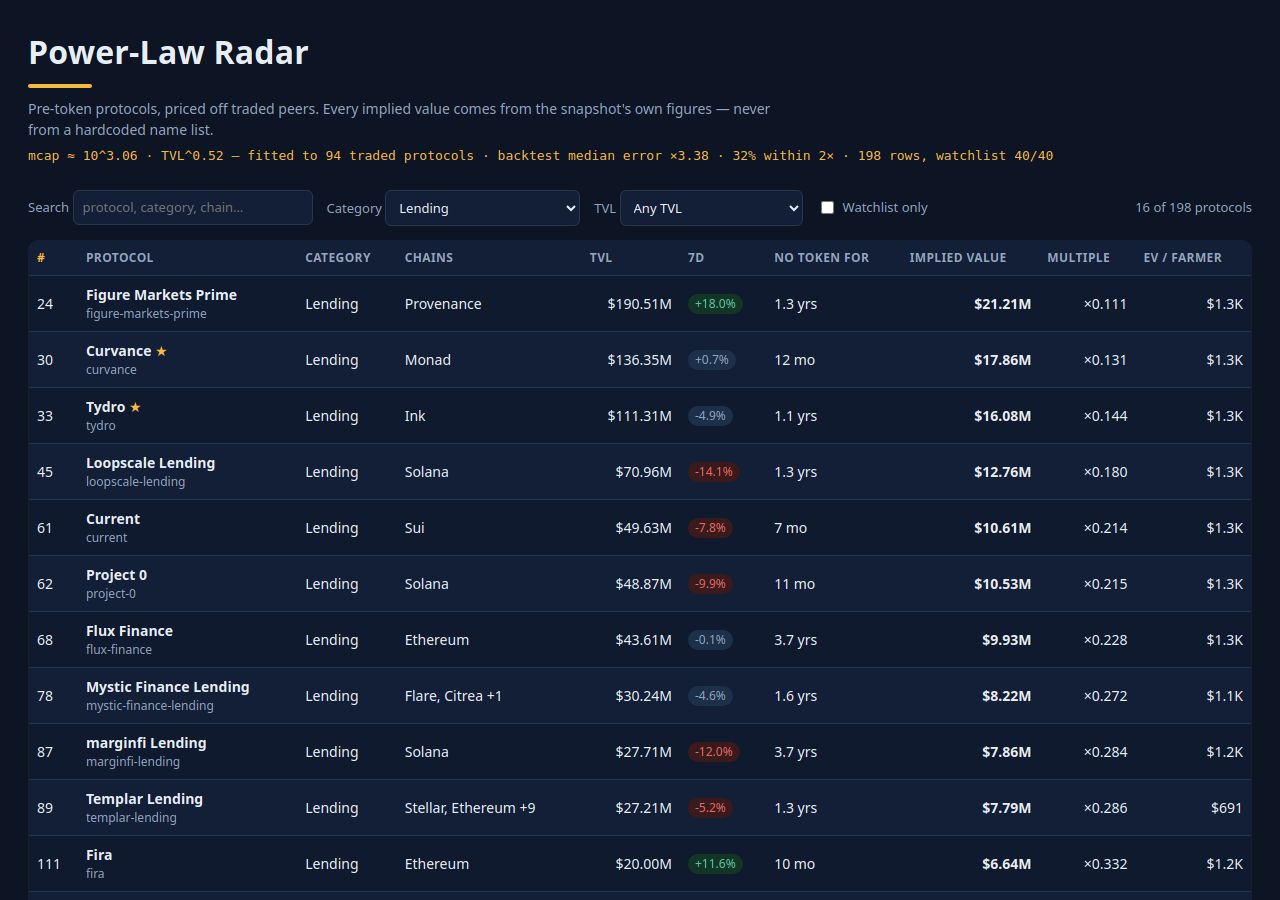 Power-Law Radar
Pre-token protocols, priced off traded peers. Every implied value comes from the snapshot's own figures — never
from a hardcoded name list.
mcap ≈ 10^3.06 · TVL^0.52 — fitted to 94 traded protocols · backtest median error ×3.38 · 32% within 2× · 198 rows, watchlist 40/40
Search protocol, category, chain... Category Lending TVL Any TVL Watchlist only 16 of 198 protocols
# PROTOCOL CATEGORY CHAINS TVL 7D NO TOKEN FOR IMPLIED VALUE MULTIPLE EV / FARMER
24 Figure Markets Prime Lending Provenance $190.51M +18.0% 1.3 yrs $21.21M ×0.111 $1.3K
figure-markets-prime
30 Curvance ★ Lending Monad $136.35M +0.7% 12 mo $17.86M ×0.131 $1.3K
curvance
33 Tydro ★ Lending Ink $111.31M -4.9% 1.1 yrs $16.08M ×0.144 $1.3K
tydro
45 Loopscale Lending Lending Solana $70.96M -14.1% 1.3 yrs $12.76M ×0.180 $1.3K
loopscale-lending
61 Current Lending Sui $49.63M -7.8% 7 mo $10.61M ×0.214 $1.3K
current
62 Project 0 Lending Solana $48.87M -9.9% 11 mo $10.53M ×0.215 $1.3K
project-0
68 Flux Finance Lending Ethereum $43.61M -0.1% 3.7 yrs $9.93M ×0.228 $1.3K
flux-finance
78 Mystic Finance Lending Lending Flare, Citrea +1 $30.24M -4.6% 1.6 yrs $8.22M ×0.272 $1.1K
mystic-finance-lending
87 marginfi Lending Lending Solana $27.71M -12.0% 3.7 yrs $7.86M ×0.284 $1.2K
marginfi-lending
89 Templar Lending Lending Stellar, Ethereum +9 $27.21M -5.2% 1.3 yrs $7.79M ×0.286 $691
templar-lending
111 Fira Lending Ethereum $20.00M +11.6% 10 mo $6.64M ×0.332 $1.2K
fira